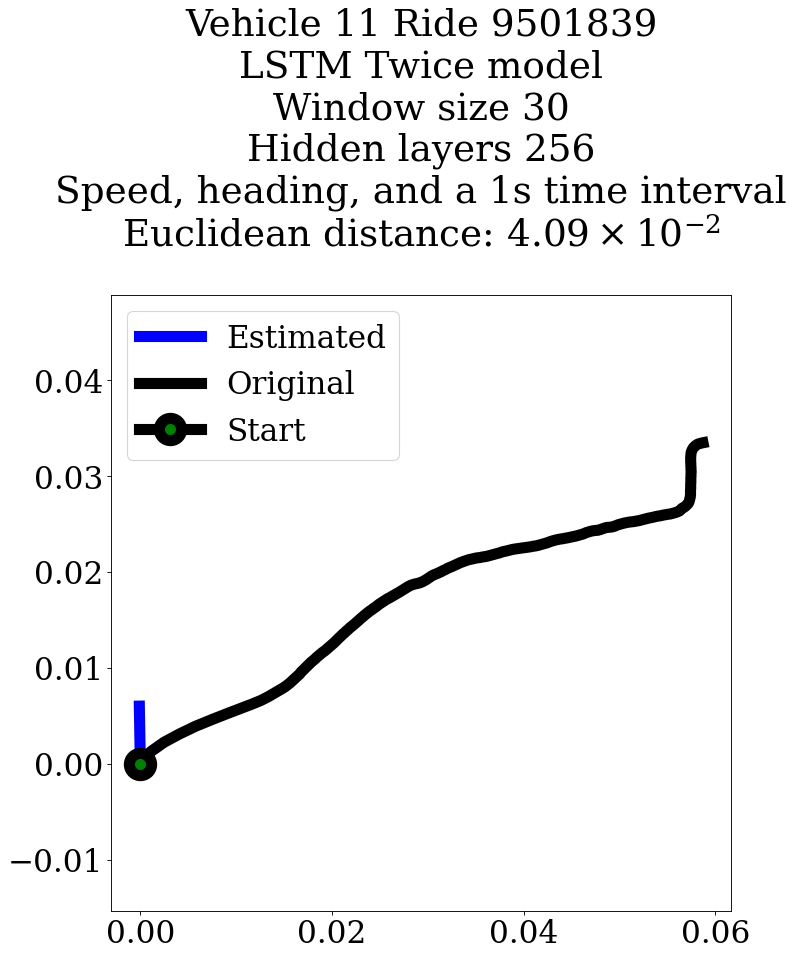 Vehicle 11 Ride 9501839
LSTM Twice model
Window size 30
Hidden layers 256
Speed, heading, and a 1s time interval
Euclidean distance: 4.09 × 10⁻²
Estimated
Original
Start
0.04
0.03
0.02
0.01
0.00
−0.01
0.00 0.02 0.04 0.06